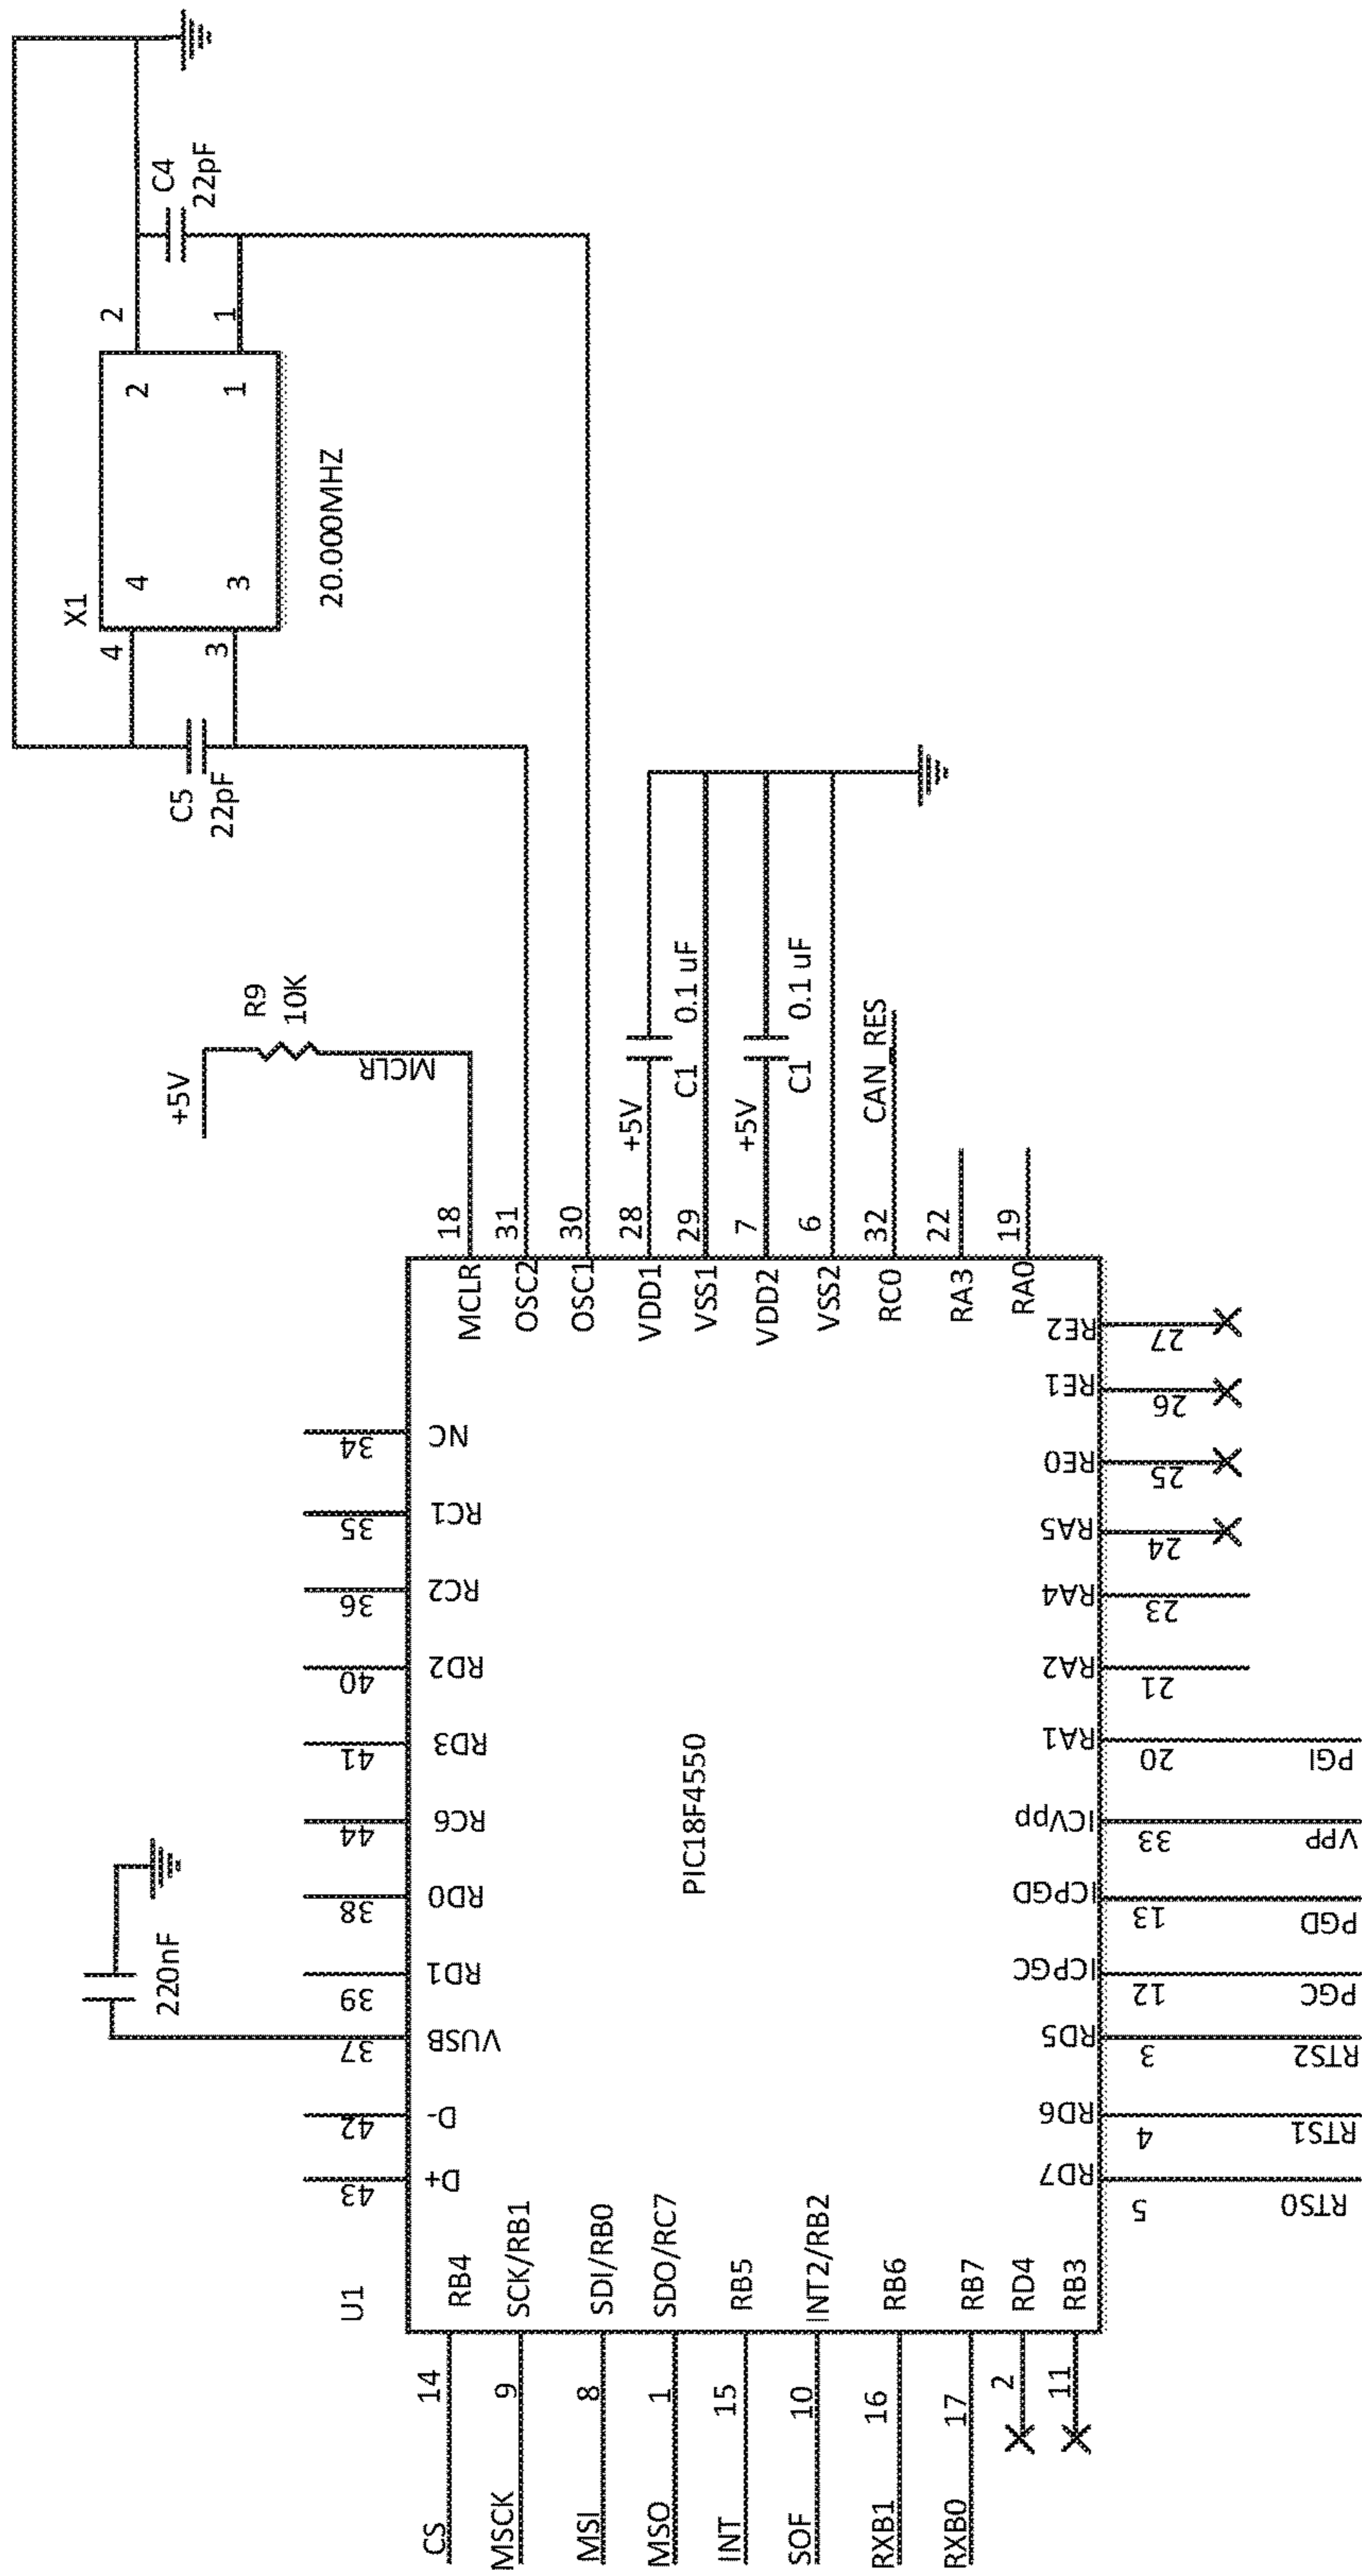 X1
4 4 2 2
3 3 1 1
20.000MHZ
C5
22pF
C4
22pF
+5V
R9
10K
MCLR
220nF
U1
PIC18F4550
43 D+
42 D-
37 VUSB
39 RD1
38 RD0
44 RC6
41 RD3
40 RD2
36 RC2
35 RC1
34 NC
CS 14 RB4
MSCK 9 SCK/RB1
MSI 8 SDI/RB0
MSO 1 SDO/RC7
INT 15 RB5
SOF 10 INT2/RB2
RXB1 16 RB6
RXB0 17 RB7
2 RD4
11 RB3
MCLR 18
OSC2 31
OSC1 30
VDD1 28 +5V
C1 0.1 uF
VSS1 29
VDD2 7 +5V
C1 0.1 uF
VSS2 6
RC0 32 CAN_RES
RA3 22
RA0 19
RD7 5 RTS0
RD6 4 RTS1
RD5 3 RTS2
ICPGC 12 PGC
ICPGD 13 PGD
ICVpp 33 VPP
RA1 20 PGI
RA2 21
RA4 23
RA5 24
RE0 25
RE1 26
RE2 27